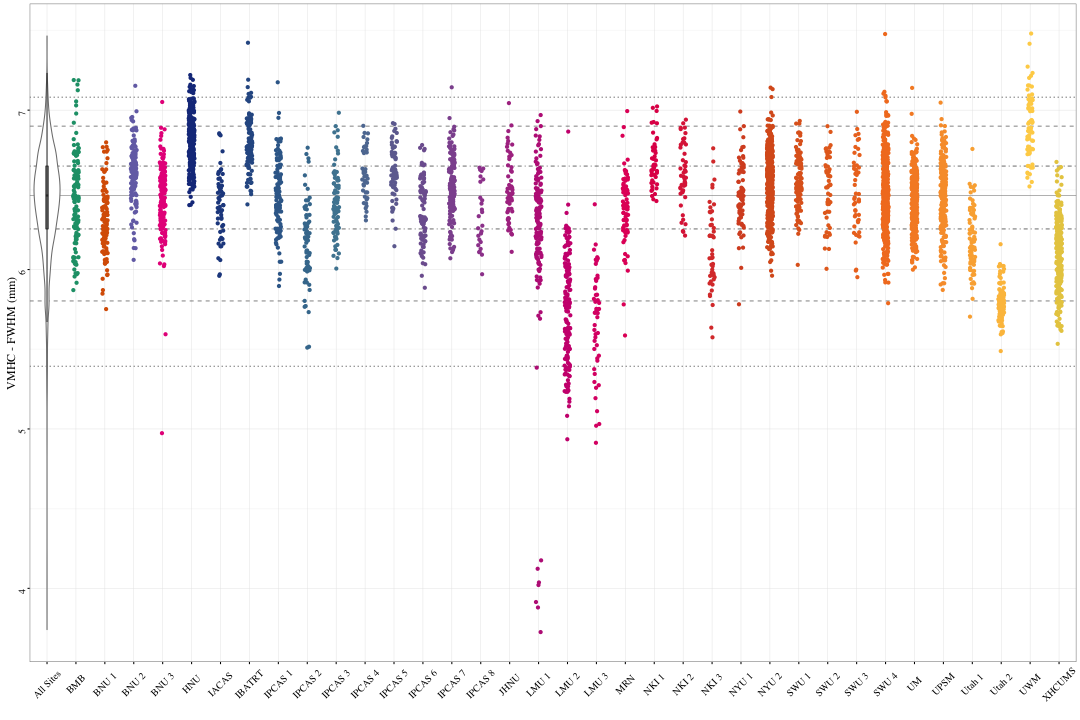 VMHC - FWHM (mm)
7
6
5
4
All Sites
BMB
BNU 1
BNU 2
BNU 3
HNU
IACAS
IBATRT
IPCAS 1
IPCAS 2
IPCAS 3
IPCAS 4
IPCAS 5
IPCAS 6
IPCAS 7
IPCAS 8
JHNU
LMU 1
LMU 2
LMU 3
MRN
NKI 1
NKI 2
NKI 3
NYU 1
NYU 2
SWU 1
SWU 2
SWU 3
SWU 4
UM
UPSM
Utah 1
Utah 2
UWM
XHCUMS